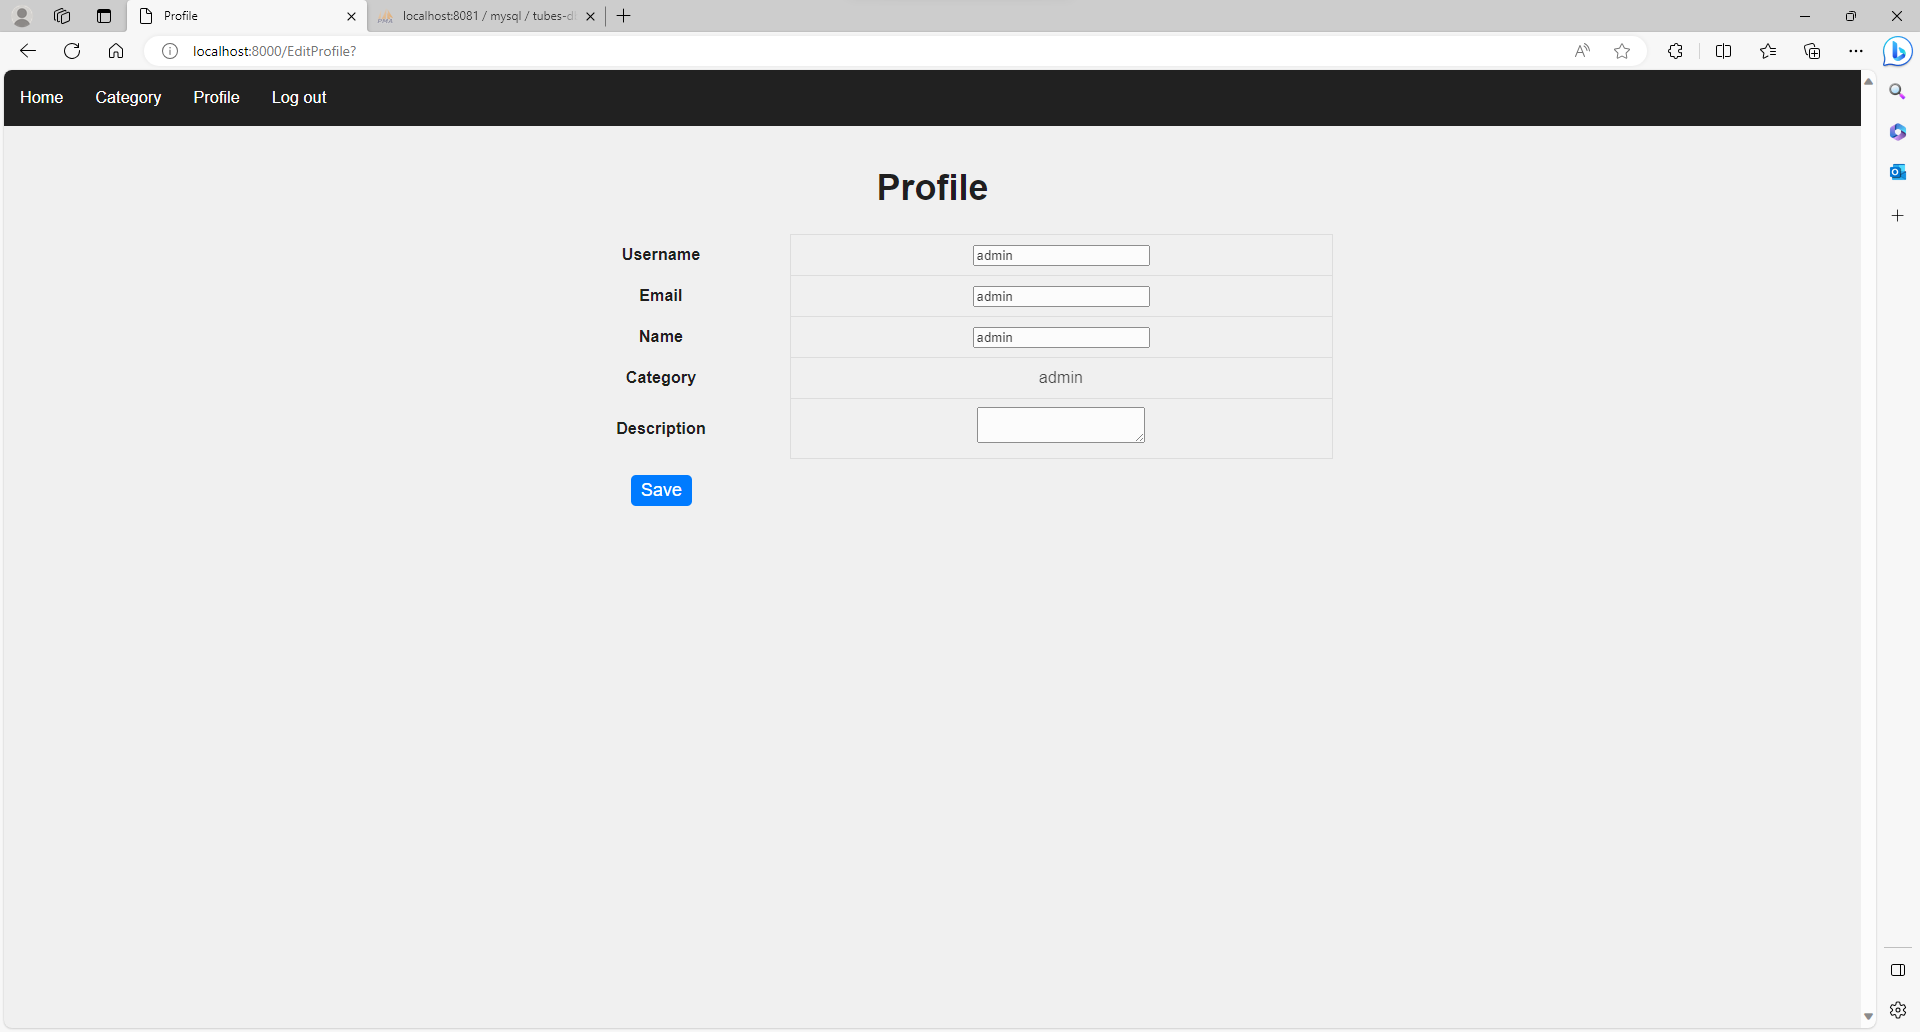 Profile
localhost:8081 / mysql / tubes-d
localhost:8000/EditProfile?
Home Category Profile Log out
Profile
Username admin
Email admin
Name admin
Category admin
Description
Save